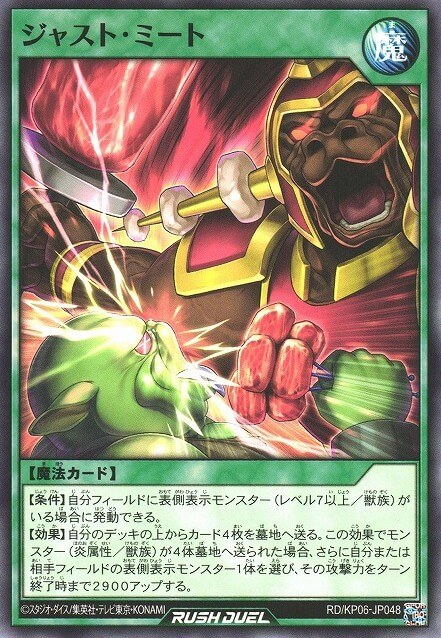 ジャスト・ミート
魔
【魔法カード】
【条件】自分フィールドに表側表示モンスター（レベル7以上／獣族）が
いる場合に発動できる。
【効果】自分のデッキの上からカード4枚を墓地へ送る。この効果でモン
スター（炎属性／獣族）が4体墓地へ送られた場合、さらに自分または
相手フィールドの表側表示モンスター1体を選び、その攻撃力をターン
終了時まで2900アップする。
©スタジオ・ダイス/集英社・テレビ東京・KONAMI
RUSH DUEL
RD/KP06-JP048